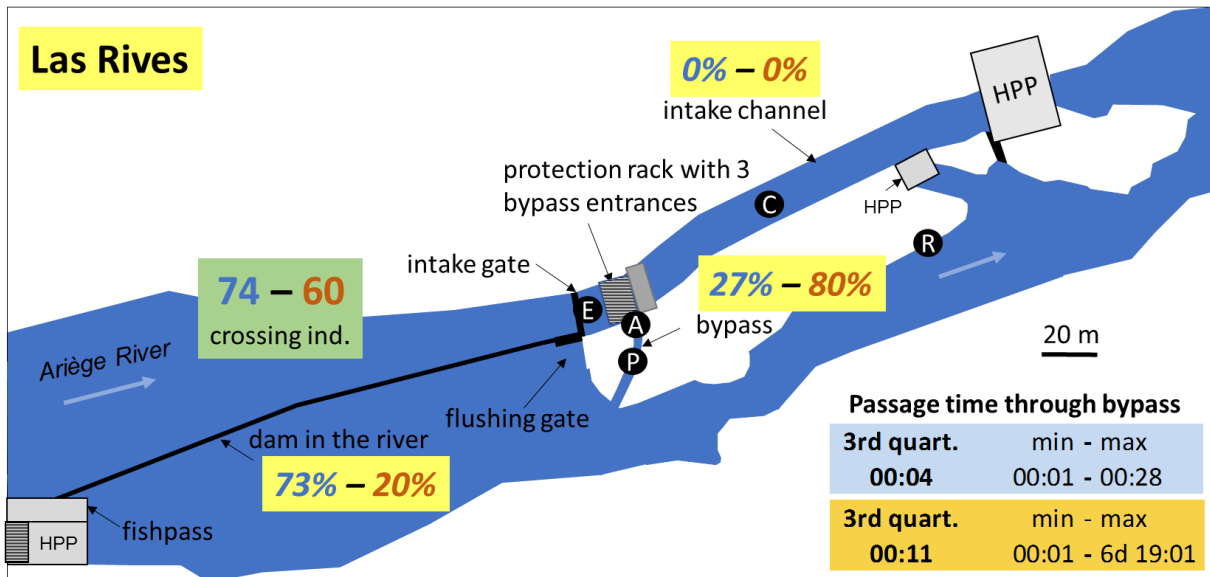 Las Rives
0% – 0%
intake channel
HPP
protection rack with 3
bypass entrances
C
HPP
R
intake gate
74 – 60
crossing ind.
E
27% – 80%
bypass
A
P
20 m
Ariège River
flushing gate
dam in the river
73% – 20%
fishpass
HPP
Passage time through bypass
3rd quart. min - max
00:04 00:01 - 00:28
3rd quart. min - max
00:11 00:01 - 6d 19:01